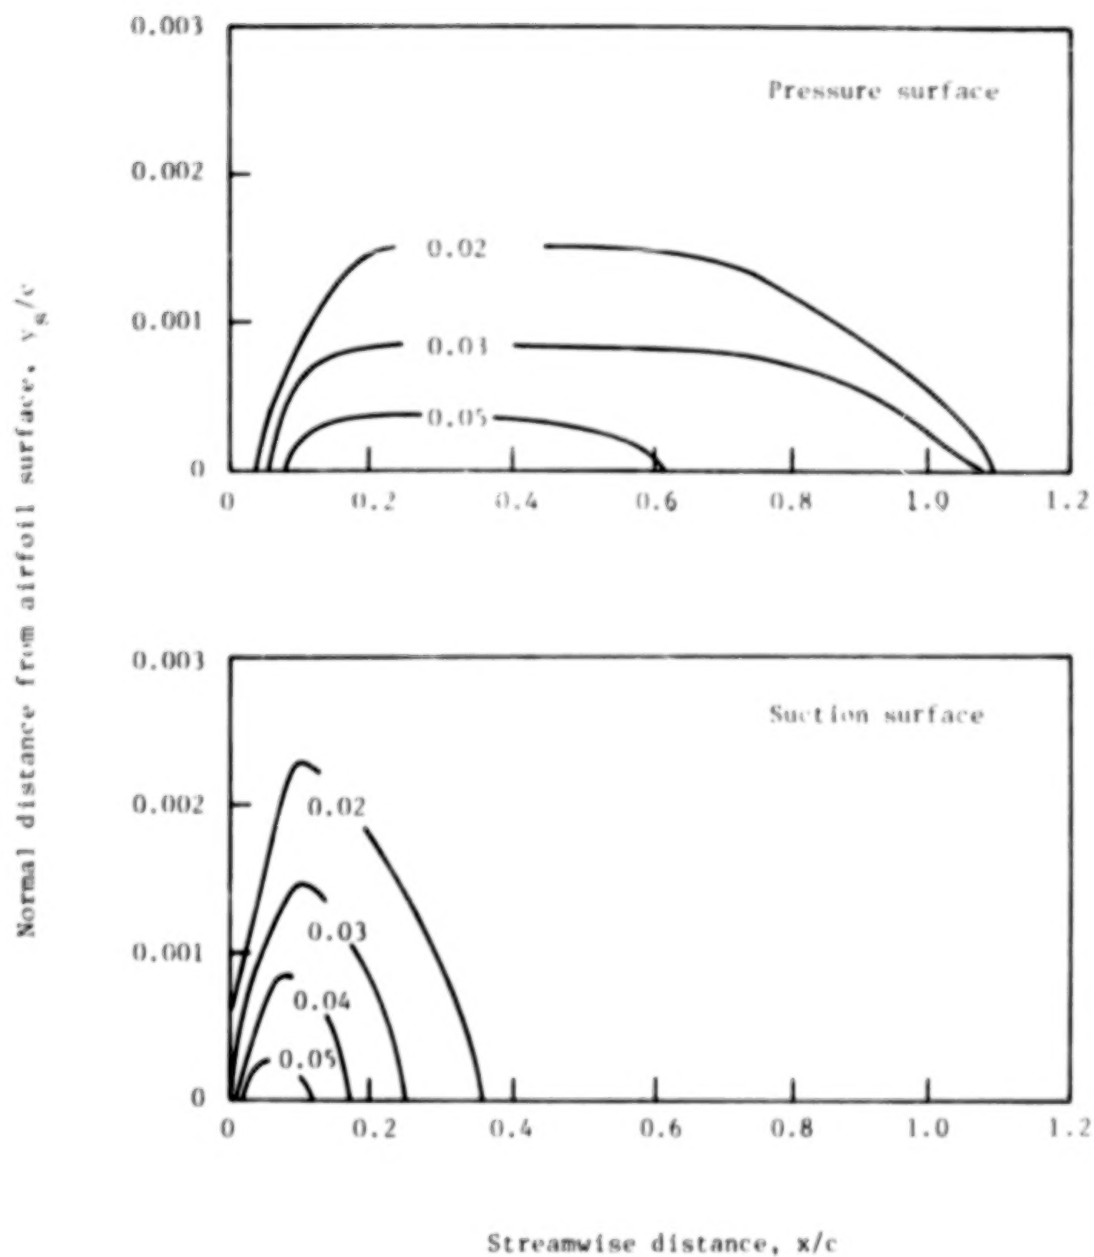 0.003
Pressure surface
0.002
0.02
0.001
0.03
0.05
0
0 0.2 0.4 0.6 0.8 1.0 1.2
Normal distance from airfoil surface, ys/c
0.003
Suction surface
0.002
0.02
0.03
0.001
0.04
0.05
0
0 0.2 0.4 0.6 0.8 1.0 1.2
Streamwise distance, x/c